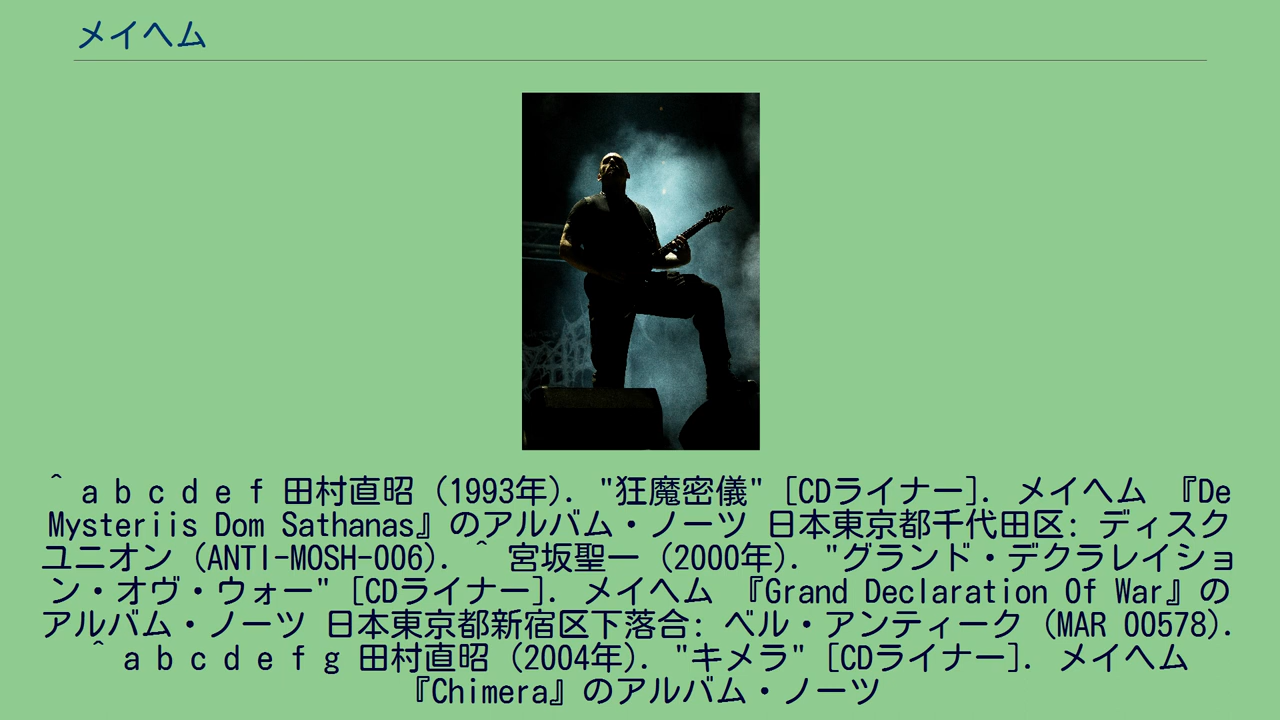 メイヘム
^ a b c d e f 田村直昭 (1993年). "狂魔密儀" [CDライナー]. メイヘム 『De
Mysteriis Dom Sathanas』のアルバム・ノーツ 日本東京都千代田区: ディスク
ユニオン (ANTI-MOSH-006). ^ 宮坂聖一 (2000年). "グランド・デクラレイショ
ン・オヴ・ウォー" [CDライナー]. メイヘム 『Grand Declaration Of War』の
アルバム・ノーツ 日本東京都新宿区下落合: ベル・アンティーク (MAR 00578).
^ a b c d e f g 田村直昭 (2004年). "キメラ" [CDライナー]. メイヘム
『Chimera』のアルバム・ノーツ